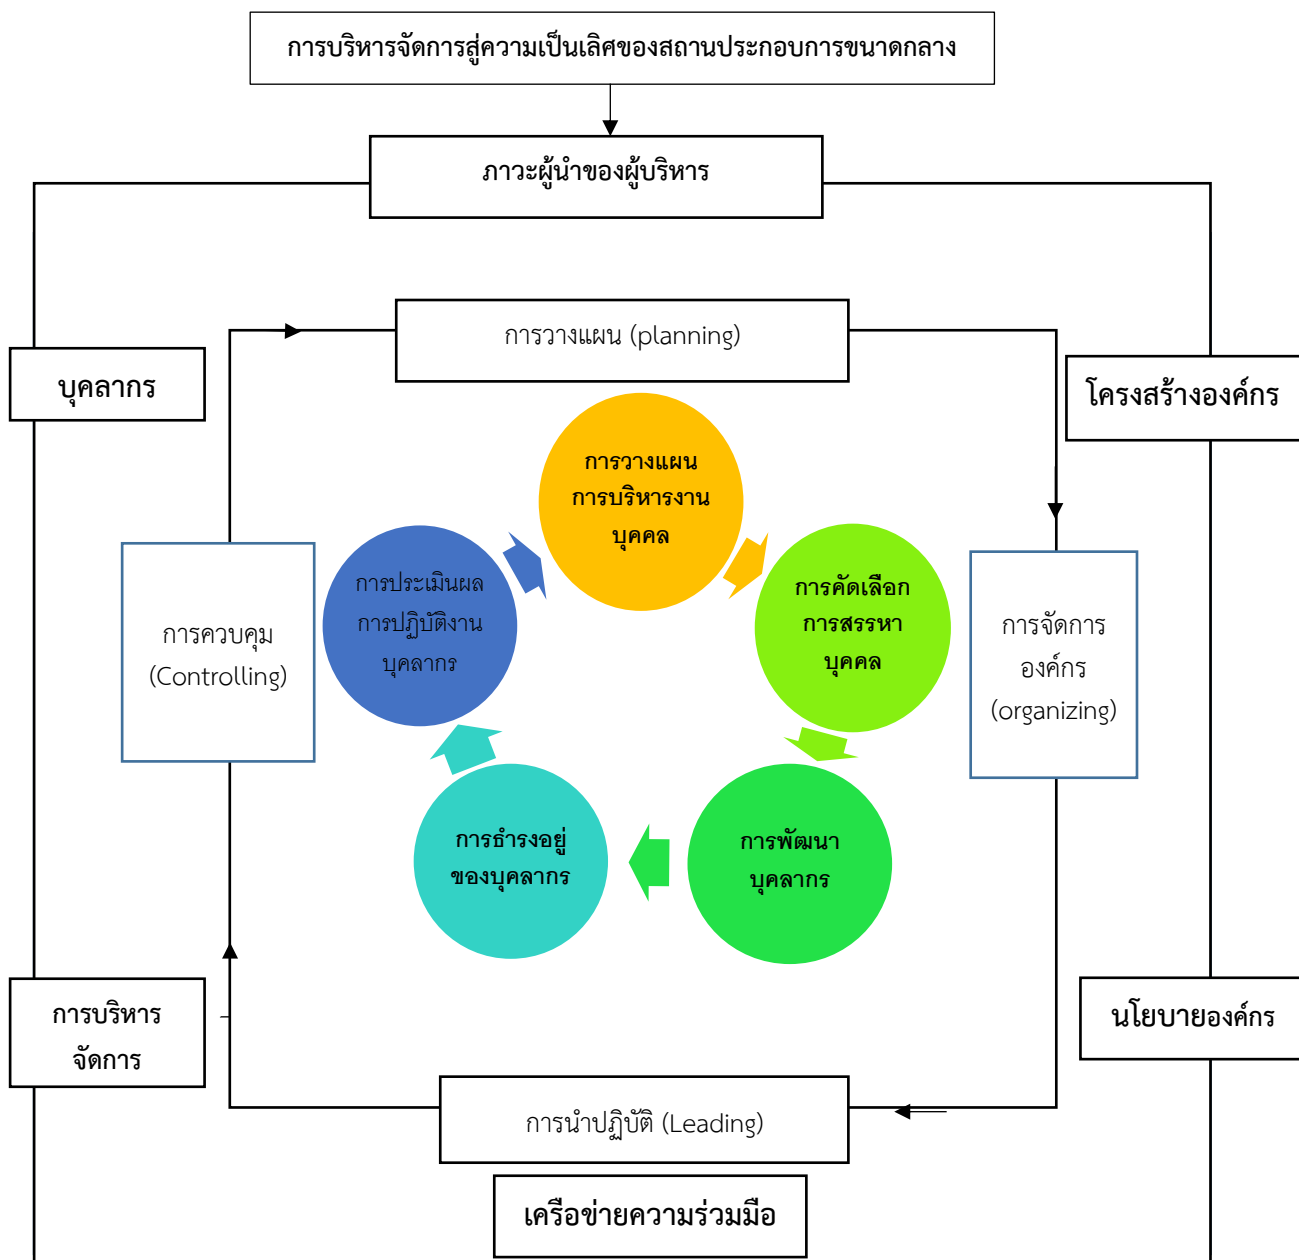 การบริหารจัดการสู่ความเป็นเลิศของสถานประกอบการขนาดกลาง
ภาวะผู้นำของผู้บริหาร
การวางแผน (planning)
บุคลากร
โครงสร้างองค์กร
การวางแผน
การบริหารงาน
บุคคล
การประเมินผล
การปฏิบัติงาน
บุคลากร
การคัดเลือก
การสรรหา
บุคคล
การควบคุม
(Controlling)
การจัดการ
องค์กร
(organizing)
การธำรงอยู่
ของบุคลากร
การพัฒนา
บุคลากร
การบริหาร
จัดการ
นโยบายองค์กร
การนำปฏิบัติ (Leading)
เครือข่ายความร่วมมือ